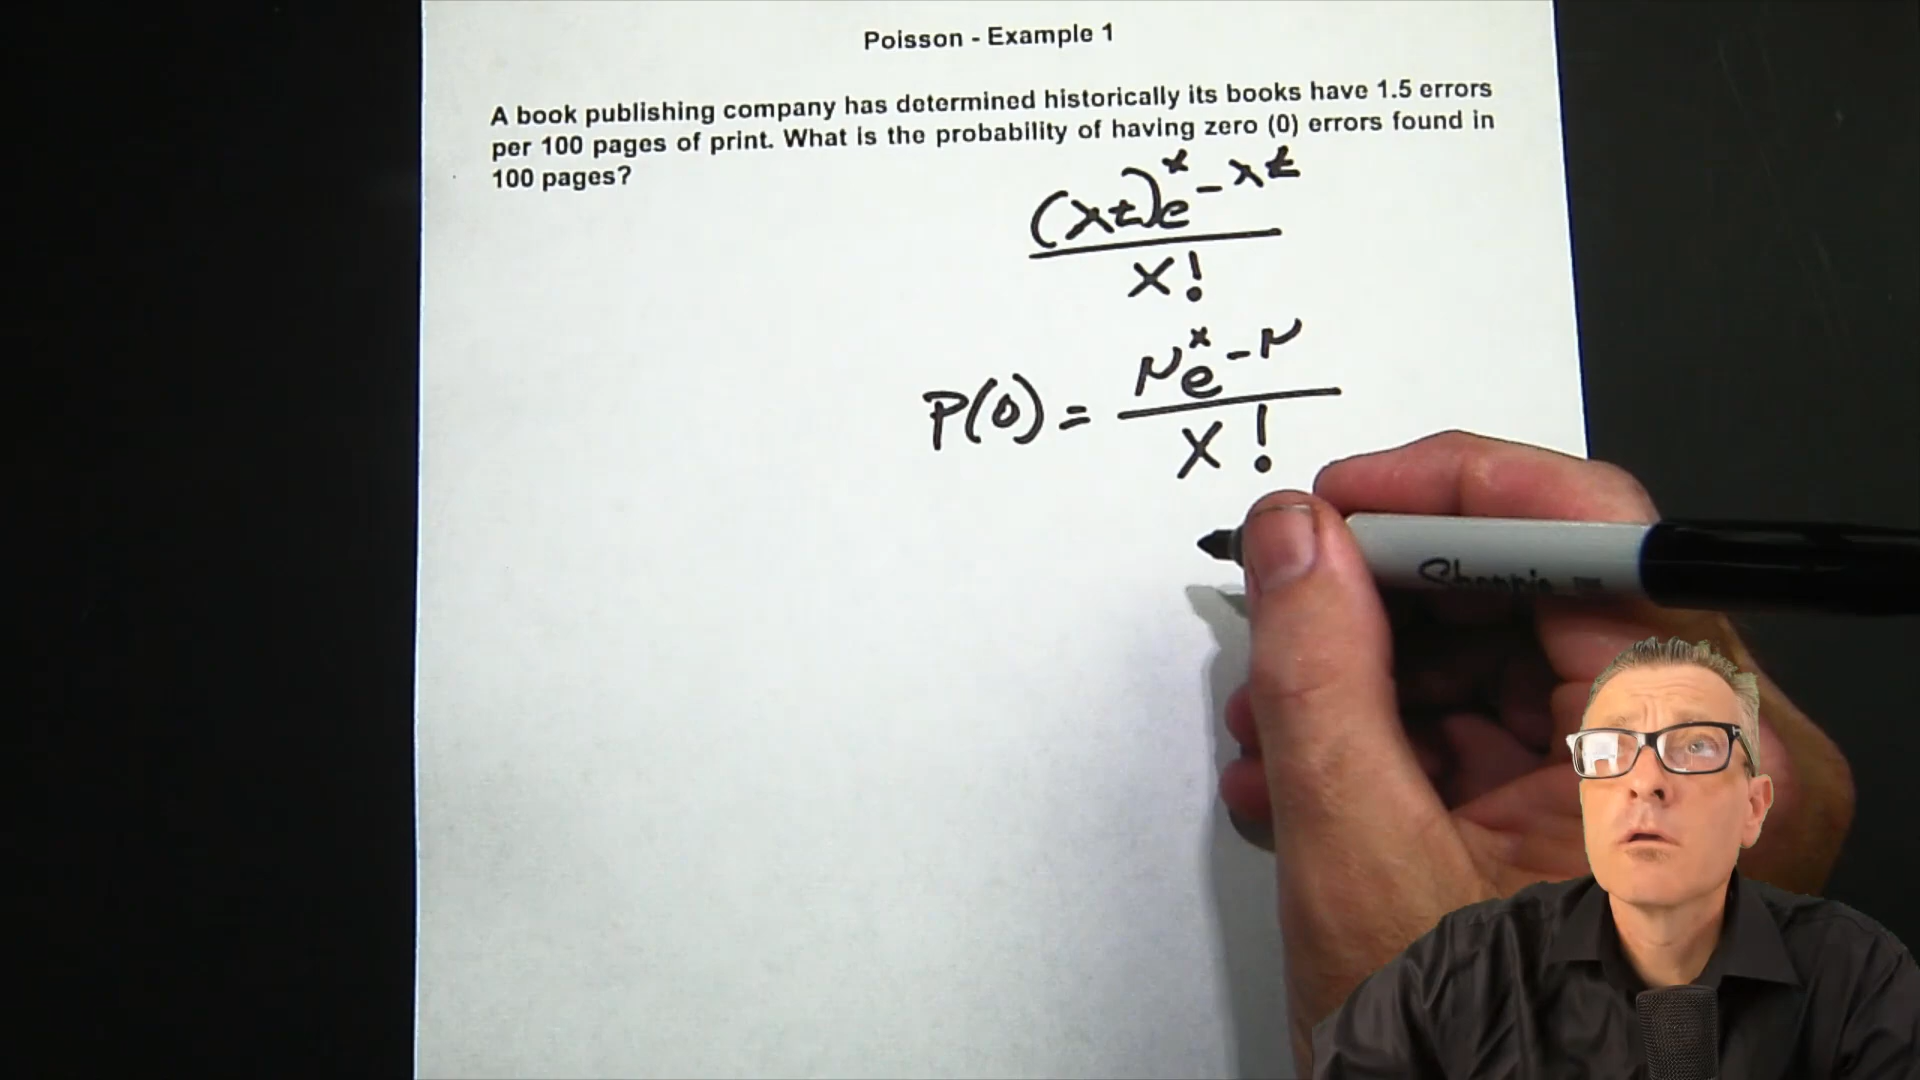 Poisson - Example 1
A book publishing company has determined historically its books have 1.5 errors
per 100 pages of print. What is the probability of having zero (0) errors found in
100 pages?
(λt)^x e^-λt
x!
P(0) = μ^x e^-μ
x!
Sharpie